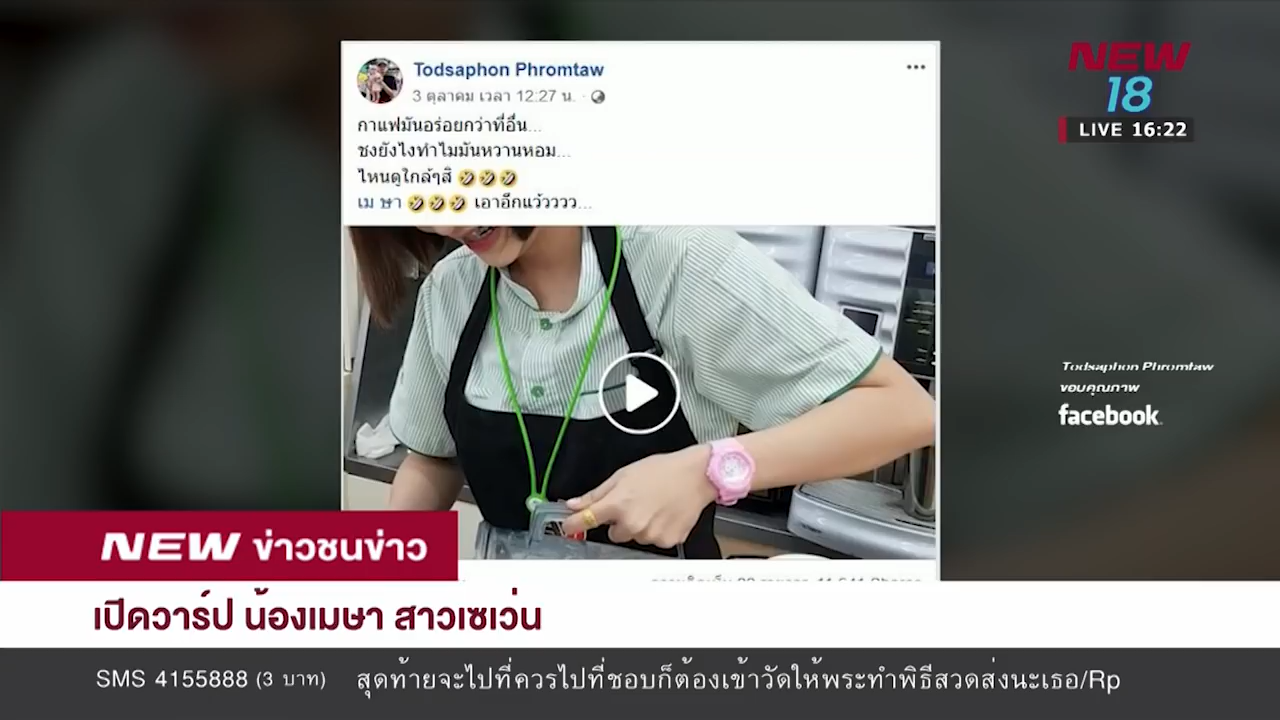 Todsaphon Phromtaw
3 ตุลาคม เวลา 12:27 น.
กาแฟมันอร่อยกว่าที่อื่น...
ชงยังไงทำไมมันหวานหอม...
ไหนดูใกล้ๆสิ 🤣🤣🤣
เม ษา 🤣🤣🤣 เอาอีกแว้วววว...
NEW
18
LIVE 16:22
Todsaphon Phromtaw
ขอบคุณภาพ
facebook
NEW ข่าวชนข่าว
เปิดวาร์ป น้องเมษา สาวเซเว่น
SMS 4155888 (3 บาท) สุดท้ายจะไปที่ควรไปที่ชอบก็ต้องเข้าวัดให้พระทำพิธีสวดส่งนะเธอ/Rp